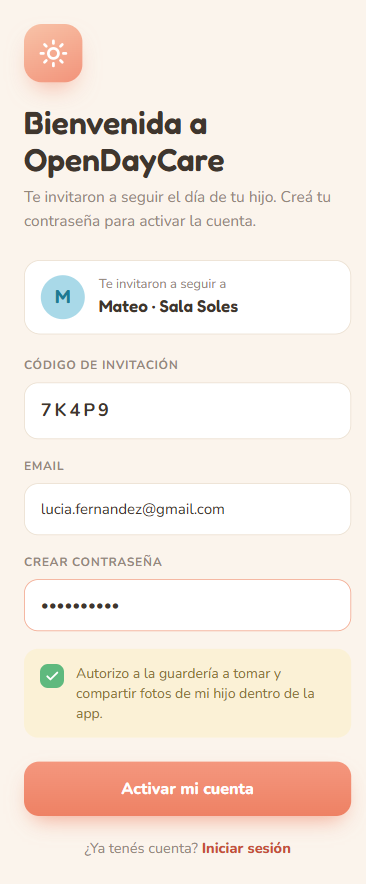 Bienvenida a
OpenDayCare
Te invitaron a seguir el día de tu hijo. Creá tu
contraseña para activar la cuenta.
M
Te invitaron a seguir a
Mateo · Sala Soles
CÓDIGO DE INVITACIÓN
7K4P9
EMAIL
lucia.fernandez@gmail.com
CREAR CONTRASEÑA
••••••••••
Autorizo a la guardería a tomar y
compartir fotos de mi hijo dentro de la
app.
Activar mi cuenta
¿Ya tenés cuenta? Iniciar sesión